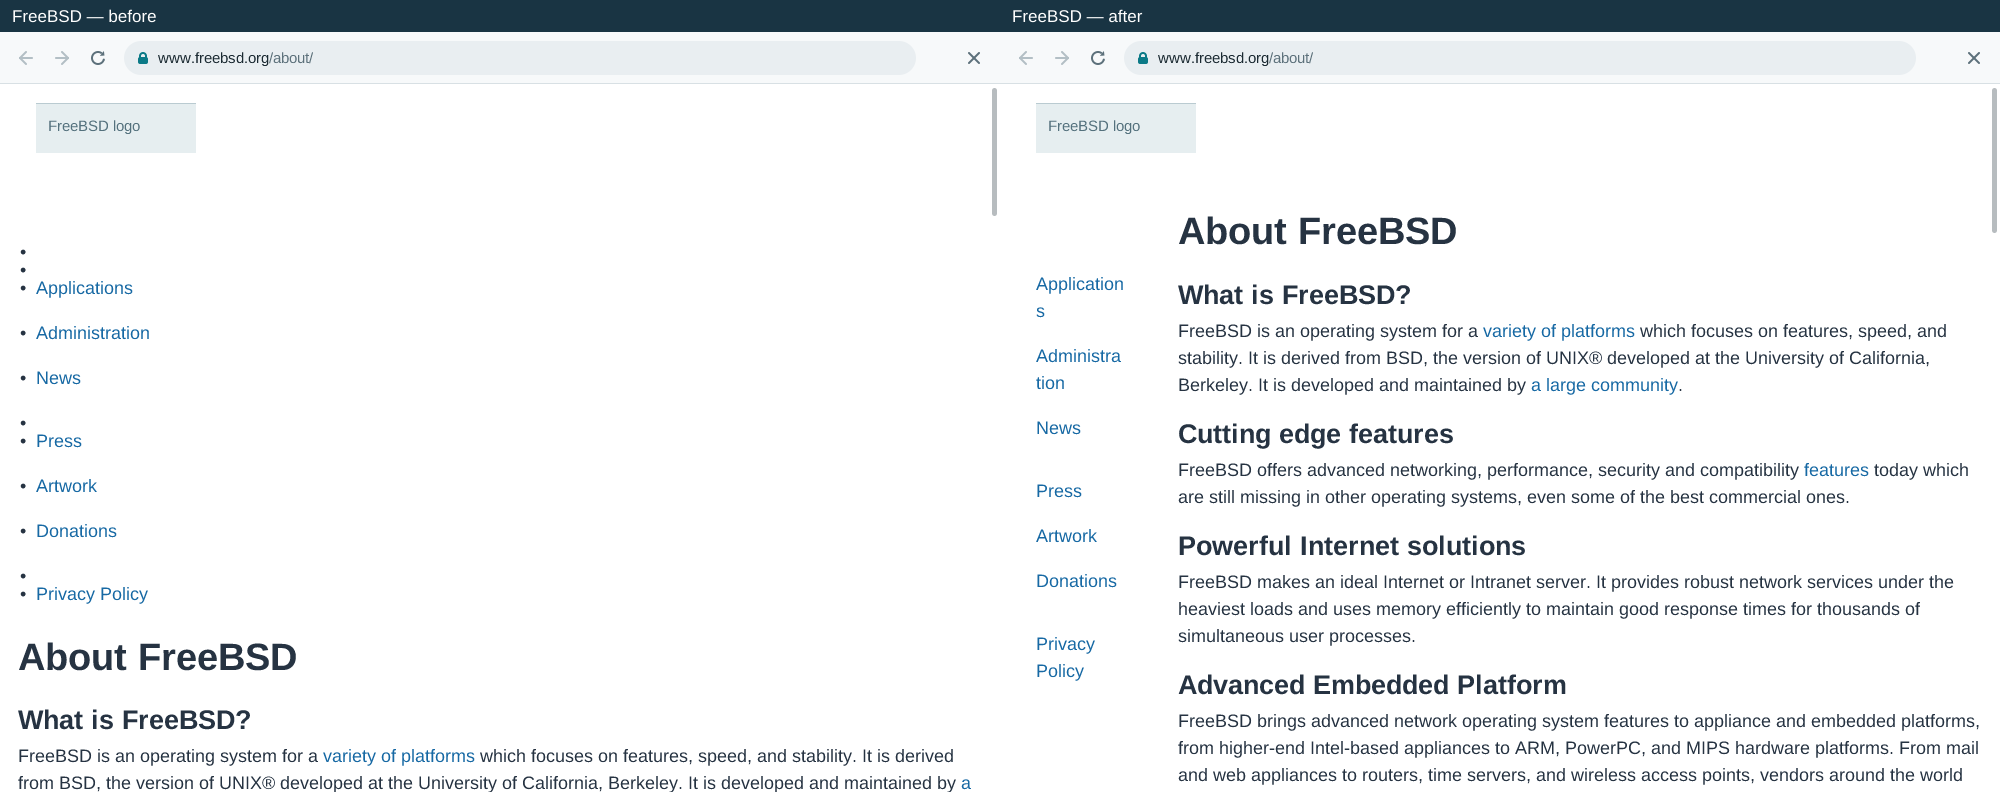 FreeBSD — before
www.freebsd.org/about/
FreeBSD logo
Applications
Administration
News
Press
Artwork
Donations
Privacy Policy
About FreeBSD
What is FreeBSD?
FreeBSD is an operating system for a variety of platforms which focuses on features, speed, and stability. It is derived
from BSD, the version of UNIX® developed at the University of California, Berkeley. It is developed and maintained by a
FreeBSD — after
www.freebsd.org/about/
FreeBSD logo
Application
s
Administra
tion
News
Press
Artwork
Donations
Privacy
Policy
About FreeBSD
What is FreeBSD?
FreeBSD is an operating system for a variety of platforms which focuses on features, speed, and
stability. It is derived from BSD, the version of UNIX® developed at the University of California,
Berkeley. It is developed and maintained by a large community.
Cutting edge features
FreeBSD offers advanced networking, performance, security and compatibility features today which
are still missing in other operating systems, even some of the best commercial ones.
Powerful Internet solutions
FreeBSD makes an ideal Internet or Intranet server. It provides robust network services under the
heaviest loads and uses memory efficiently to maintain good response times for thousands of
simultaneous user processes.
Advanced Embedded Platform
FreeBSD brings advanced network operating system features to appliance and embedded platforms,
from higher-end Intel-based appliances to ARM, PowerPC, and MIPS hardware platforms. From mail
and web appliances to routers, time servers, and wireless access points, vendors around the world